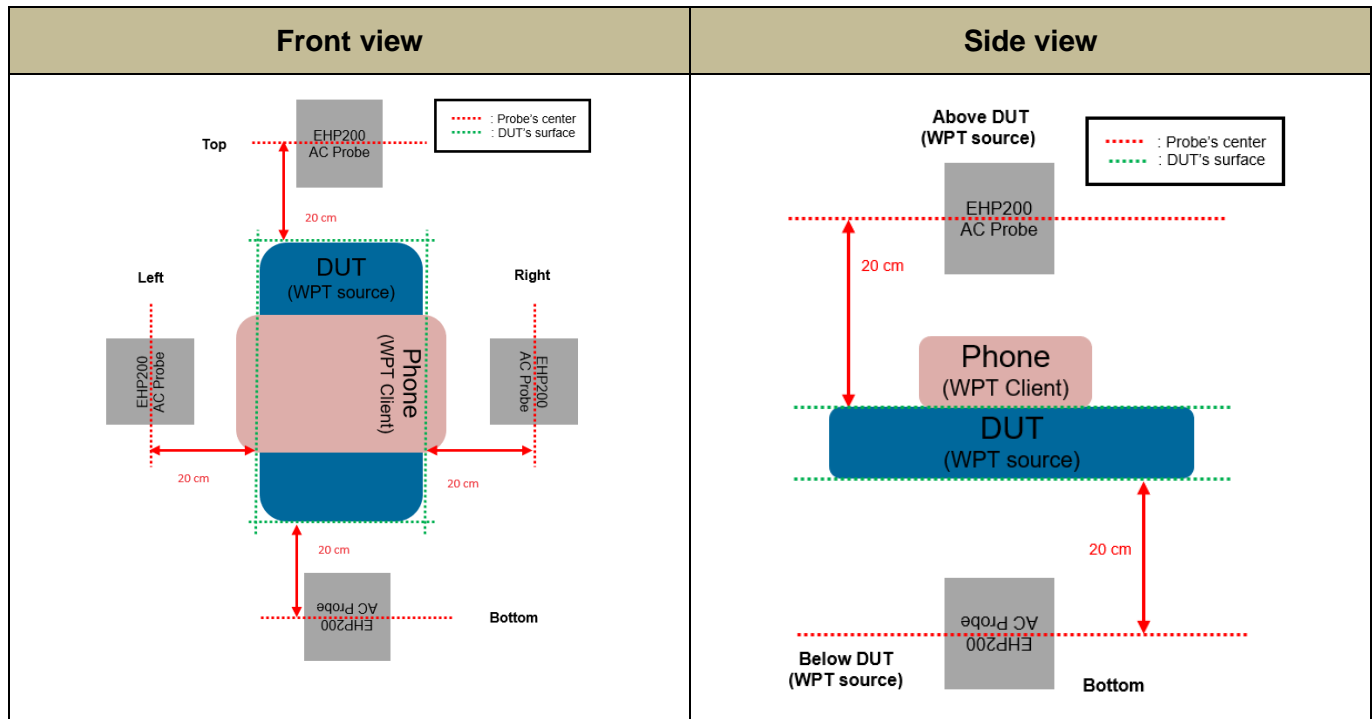 Front view
Side view
EHP200
AC Probe
: Probe's center
: DUT's surface
Top
20 cm
DUT
(WPT source)
Left
Right
EHP200
AC Probe
Phone
(WPT Client)
EHP200
AC Probe
20 cm
20 cm
20 cm
EHP200
AC Probe
Bottom
Above DUT
(WPT source)
: Probe's center
: DUT's surface
EHP200
AC Probe
20 cm
Phone
(WPT Client)
DUT
(WPT source)
20 cm
EHP200
AC Probe
Below DUT
(WPT source)
Bottom